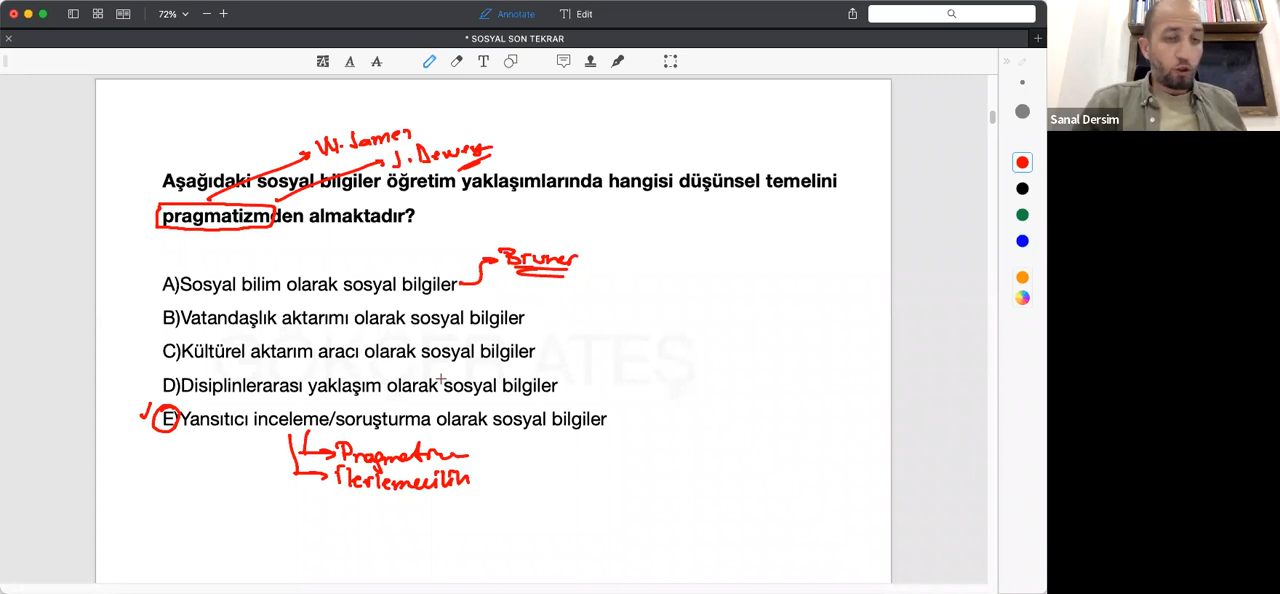 72%
Annotate
Edit
* SOSYAL SON TEKRAR
Sanal Dersim
W. James
J. Dewey
Aşağıdaki sosyal bilgiler öğretim yaklaşımlarında hangisi düşünsel temelini
pragmatizmden almaktadır?
Bruner
A)Sosyal bilim olarak sosyal bilgiler
B)Vatandaşlık aktarımı olarak sosyal bilgiler
C)Kültürel aktarım aracı olarak sosyal bilgiler
ATEŞ
D)Disiplinlerarası yaklaşım olarak sosyal bilgiler
E)Yansıtıcı inceleme/soruşturma olarak sosyal bilgiler
Pragmatizm
İlerlemecilik